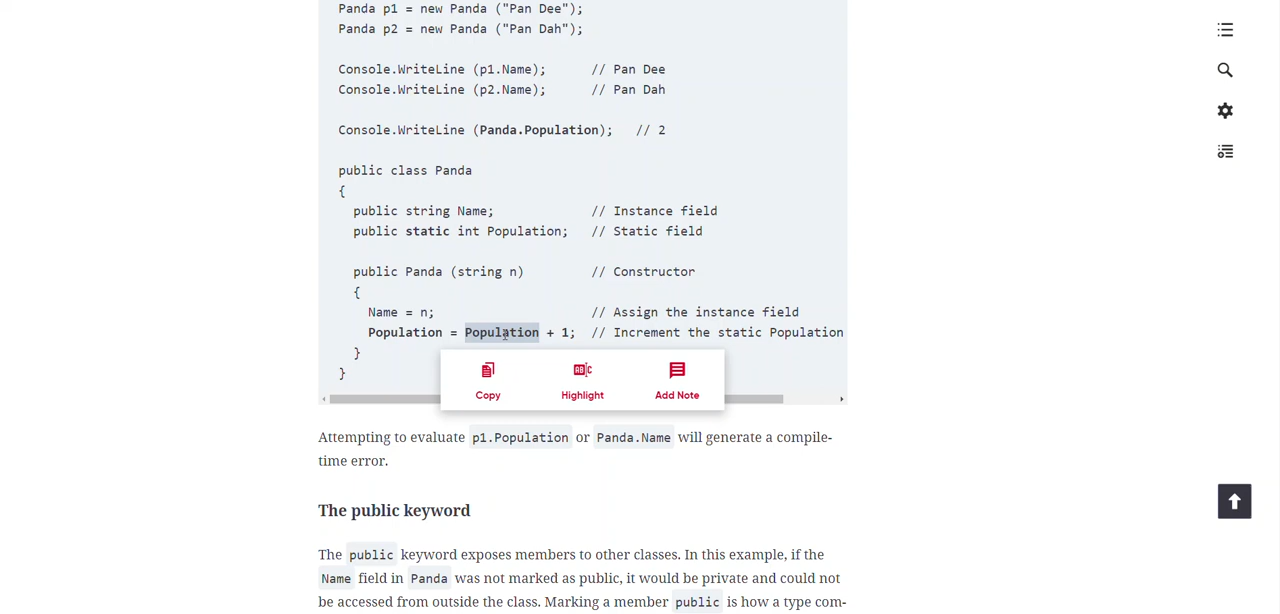 Panda p1 = new Panda ("Pan Dee");
Panda p2 = new Panda ("Pan Dah");
Console.WriteLine (p1.Name); // Pan Dee
Console.WriteLine (p2.Name); // Pan Dah
Console.WriteLine (Panda.Population); // 2
public class Panda
{
public string Name; // Instance field
public static int Population; // Static field
public Panda (string n) // Constructor
{
Name = n; // Assign the instance field
Population = Population + 1; // Increment the static Population
}
}
Copy
Highlight
Add Note
Attempting to evaluate p1.Population or Panda.Name will generate a compile-
time error.
The public keyword
The public keyword exposes members to other classes. In this example, if the
Name field in Panda was not marked as public, it would be private and could not
be accessed from outside the class. Marking a member public is how a type com-